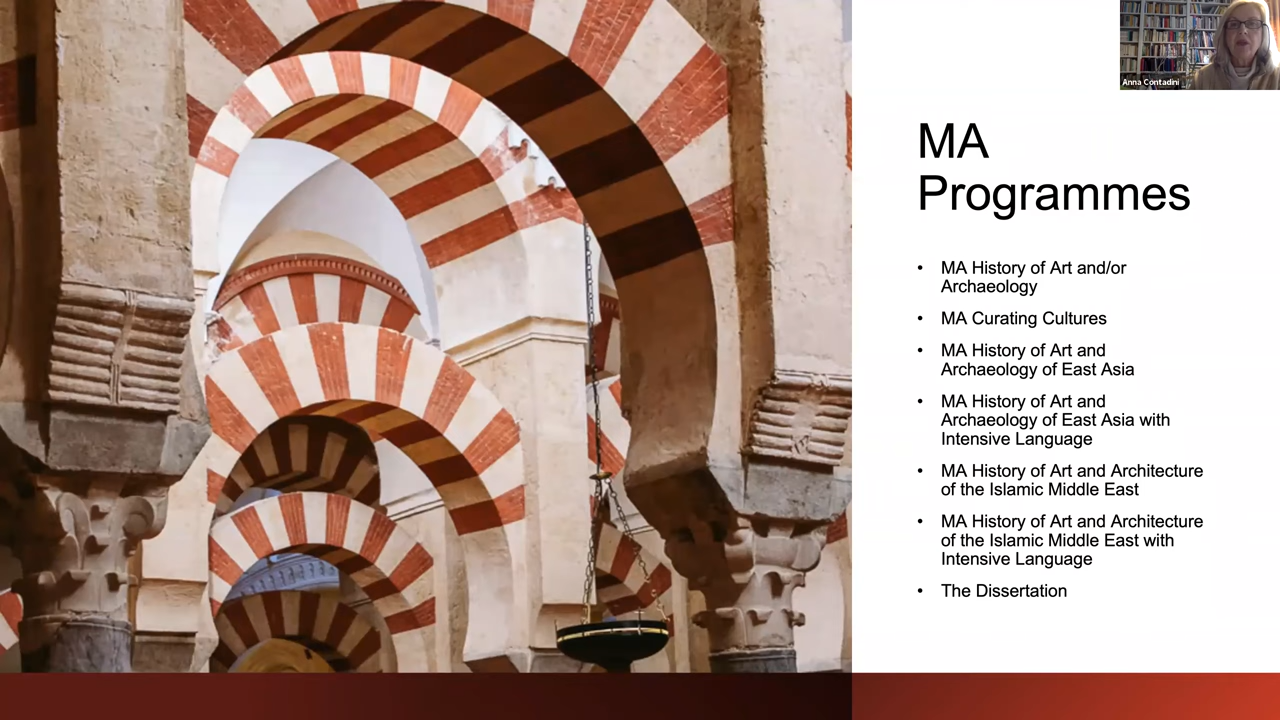 Anna Contadini
MA
Programmes
• MA History of Art and/or
Archaeology
• MA Curating Cultures
• MA History of Art and
Archaeology of East Asia
• MA History of Art and
Archaeology of East Asia with
Intensive Language
• MA History of Art and Architecture
of the Islamic Middle East
• MA History of Art and Architecture
of the Islamic Middle East with
Intensive Language
• The Dissertation